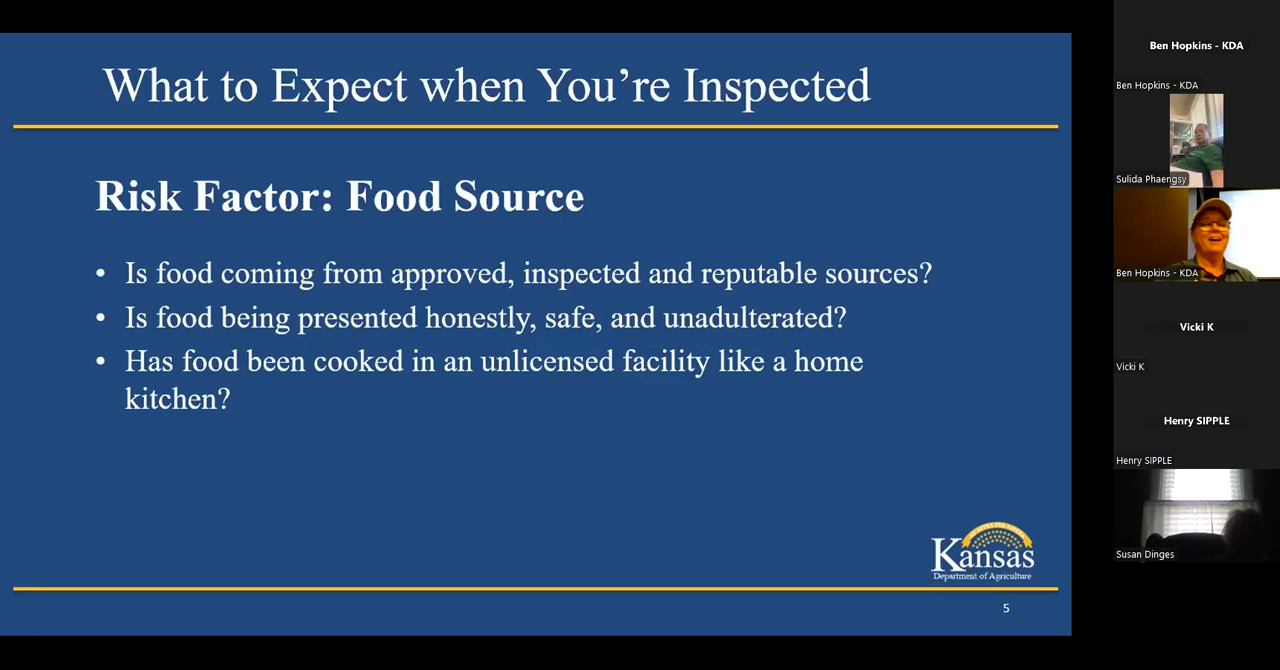 What to Expect when You're Inspected
Risk Factor: Food Source
• Is food coming from approved, inspected and reputable sources?
• Is food being presented honestly, safe, and unadulterated?
• Has food been cooked in an unlicensed facility like a home
kitchen?
Kansas
Department of Agriculture
5
Ben Hopkins - KDA
Ben Hopkins - KDA
Sulida Phaengsy
Ben Hopkins - KDA
Vicki K
Vicki K
Henry SIPPLE
Henry SIPPLE
Susan Dinges